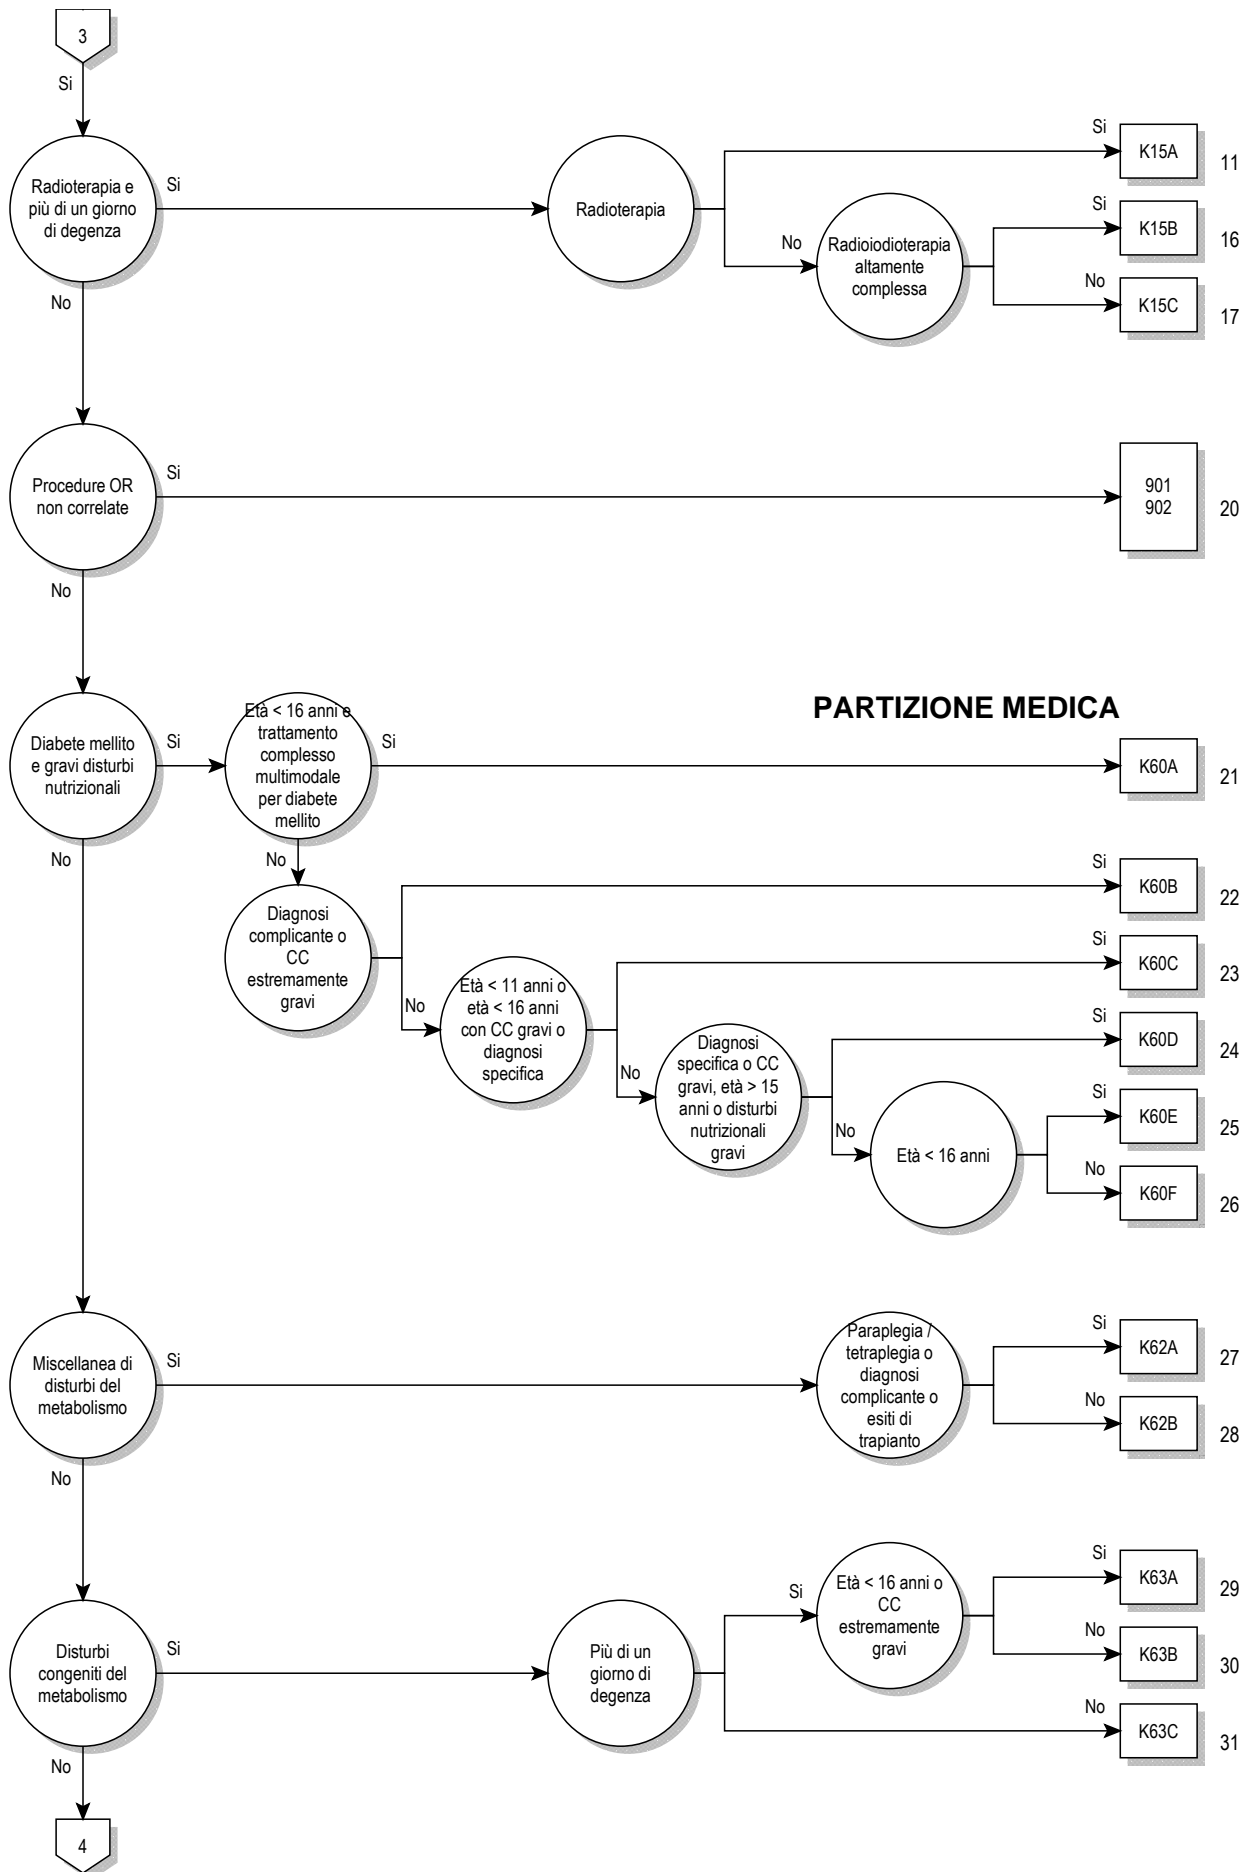 3
Si
Radioterapia e
più di un giorno
di degenza
Si
Radioterapia
Si
K15A
11
No
Radioiodioterapia
altamente
complessa
Si
K15B
16
No
K15C
17
No
Procedure OR
non correlate
Si
901
902
20
No
PARTIZIONE MEDICA
Diabete mellito
e gravi disturbi
nutrizionali
Si
Età < 16 anni e
trattamento
complesso
multimodale
per diabete
mellito
Si
K60A
21
No
Diagnosi
complicante o
CC
estremamente
gravi
Si
K60B
22
No
Età < 11 anni o
età < 16 anni
con CC gravi o
diagnosi
specifica
Si
K60C
23
No
Diagnosi
specifica o CC
gravi, età > 15
anni o disturbi
nutrizionali
gravi
Si
K60D
24
No
Età < 16 anni
Si
K60E
25
No
K60F
26
No
Miscellanea di
disturbi del
metabolismo
Si
Paraplegia /
tetraplegia o
diagnosi
complicante o
esiti di
trapianto
Si
K62A
27
No
K62B
28
No
Disturbi
congeniti del
metabolismo
Si
Più di un
giorno di
degenza
Si
Età < 16 anni o
CC
estremamente
gravi
Si
K63A
29
No
K63B
30
No
K63C
31
No
4